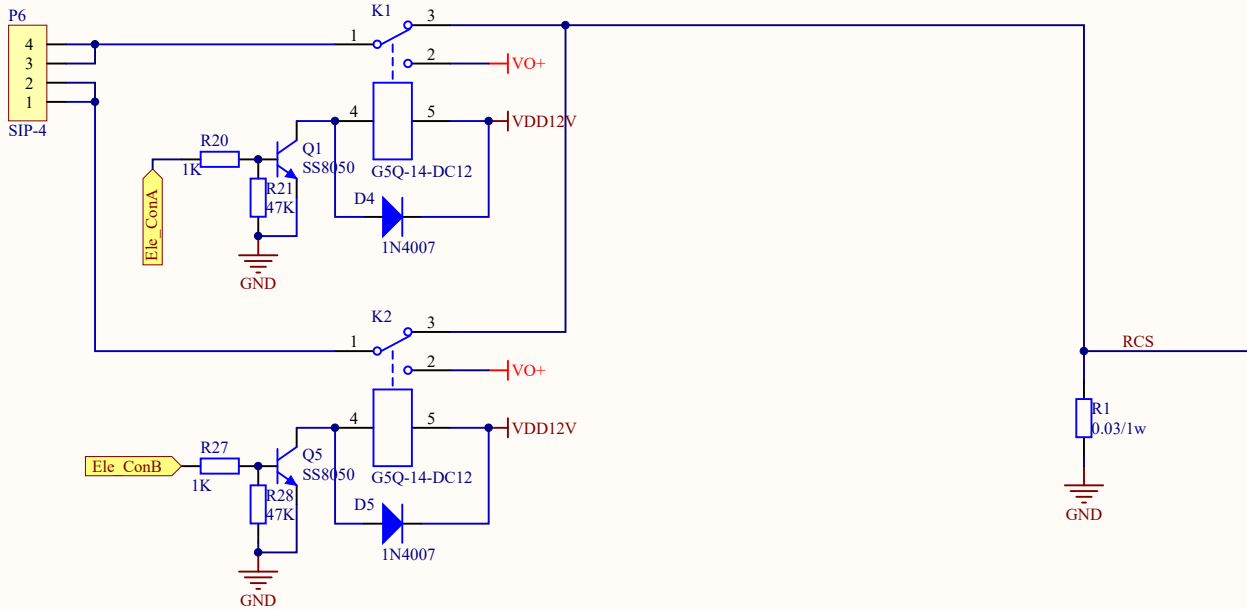 P6
4
3
2
1
SIP-4
K1
1
3
2
VO+
4
5
VDD12V
G5Q-14-DC12
R20
1K
Q1
SS8050
R21
47K
D4
1N4007
Ele_ConA
GND
K2
1
3
2
VO+
4
5
VDD12V
G5Q-14-DC12
Ele_ConB
R27
1K
Q5
SS8050
R28
47K
D5
1N4007
GND
RCS
R1
0.03/1w
GND